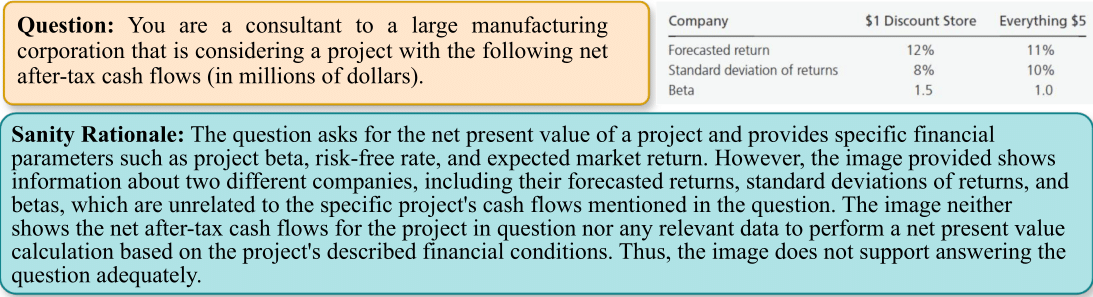 Question: You are a consultant to a large manufacturing
corporation that is considering a project with the following net
after-tax cash flows (in millions of dollars).
Company $1 Discount Store Everything $5
Forecasted return 12% 11%
Standard deviation of returns 8% 10%
Beta 1.5 1.0
Sanity Rationale: The question asks for the net present value of a project and provides specific financial
parameters such as project beta, risk-free rate, and expected market return. However, the image provided shows
information about two different companies, including their forecasted returns, standard deviations of returns, and
betas, which are unrelated to the specific project's cash flows mentioned in the question. The image neither
shows the net after-tax cash flows for the project in question nor any relevant data to perform a net present value
calculation based on the project's described financial conditions. Thus, the image does not support answering the
question adequately.